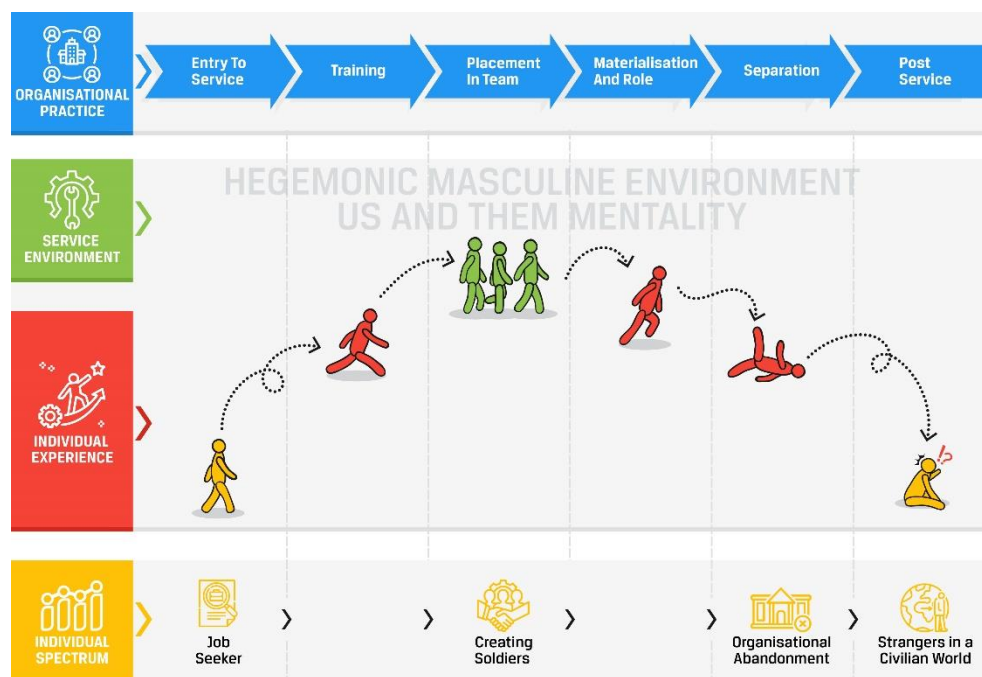 ORGANISATIONAL
PRACTICE
Entry To
Service
Training
Placement
In Team
Materialisation
And Role
Separation
Post
Service
SERVICE
ENVIRONMENT
HEGEMONIC MASCULINE ENVIRONMENT
US AND THEM MENTALITY
INDIVIDUAL
EXPERIENCE
!?
INDIVIDUAL
SPECTRUM
Job
Seeker
Creating
Soldiers
Organisational
Abandonment
Strangers in a
Civilian World